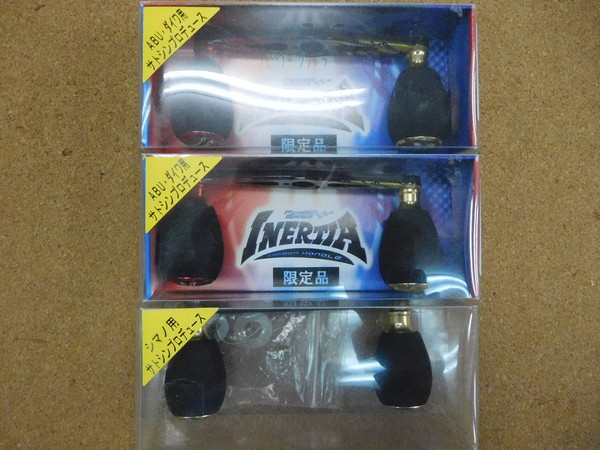 ABU・ダイワ用
サトシンプロデュース
限定品
ABU・ダイワ用
サトシンプロデュース
INERTIA
CARBON HANDLE
限定品
シマノ用
サトシンプロデュース